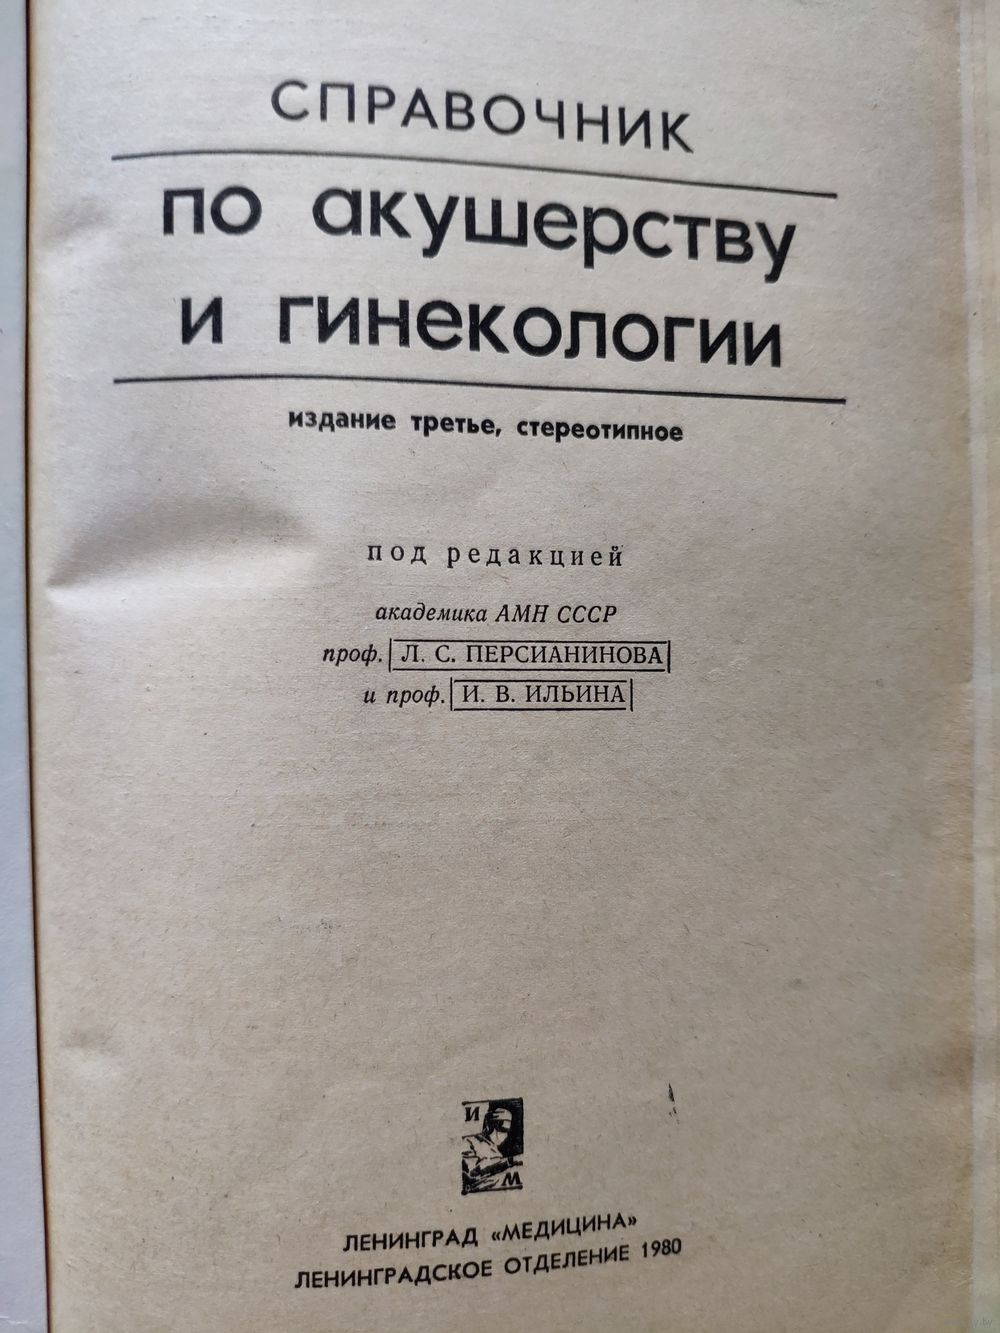 СПРАВОЧНИК
по акушерству
и гинекологии
издание третье, стереотипное
под редакцией
академика АМН СССР
проф. Л. С. ПЕРСИАНИНОВА
и проф. И. В. ИЛЬИНА
И
М
ЛЕНИНГРАД «МЕДИЦИНА»
ЛЕНИНГРАДСКОЕ ОТДЕЛЕНИЕ 1980